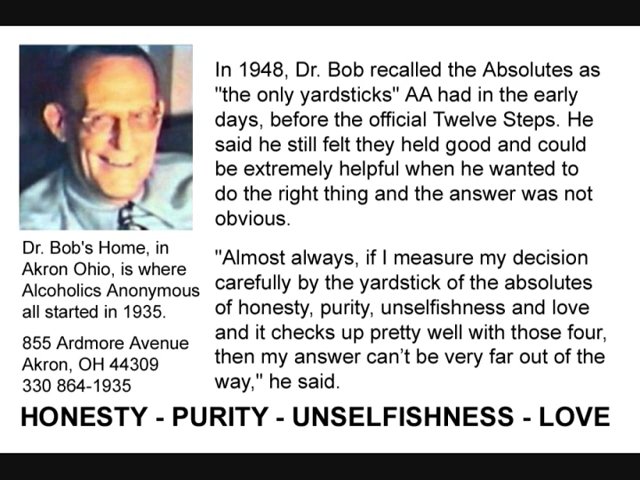 In 1948, Dr. Bob recalled the Absolutes as
"the only yardsticks" AA had in the early
days, before the official Twelve Steps. He
said he still felt they held good and could
be extremely helpful when he wanted to
do the right thing and the answer was not
obvious.
"Almost always, if I measure my decision
carefully by the yardstick of the absolutes
of honesty, purity, unselfishness and love
and it checks up pretty well with those four,
then my answer can’t be very far out of the
way," he said.
Dr. Bob's Home, in
Akron Ohio, is where
Alcoholics Anonymous
all started in 1935.
855 Ardmore Avenue
Akron, OH 44309
330 864-1935
HONESTY - PURITY - UNSELFISHNESS - LOVE